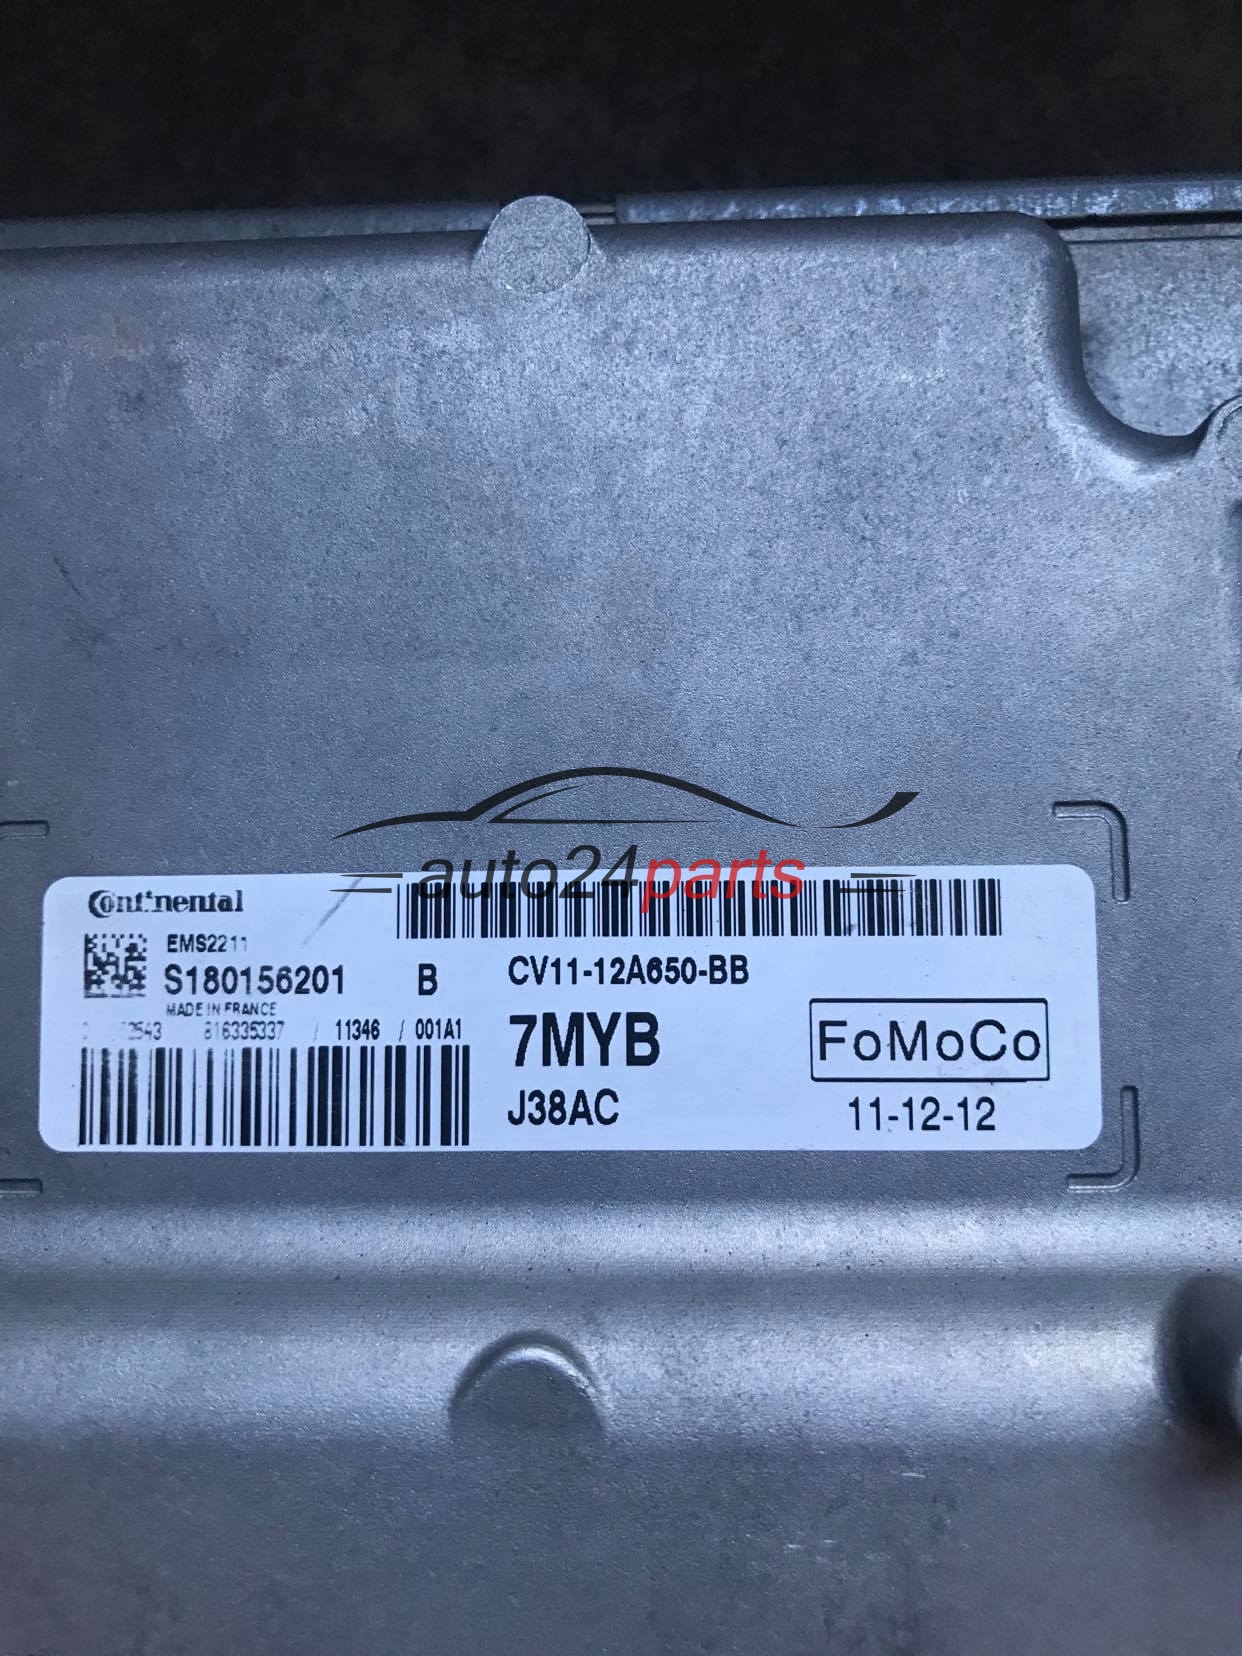 auto24parts
Continental
EMS2211
S180156201 B
MADE IN FRANCE
816335337 / 11346 / 001A1
CV11-12A650-BB
7MYB
J38AC
FoMoCo
11-12-12